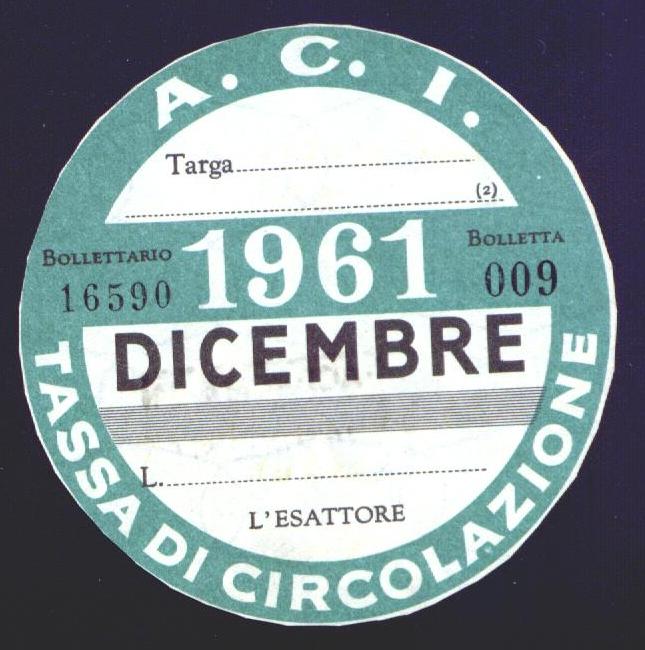 A. C. I.
Targa
(2)
BOLLETTARIO 1961 BOLLETTA
16590 009
DICEMBRE
L.
L'ESATTORE
TASSA DI CIRCOLAZIONE